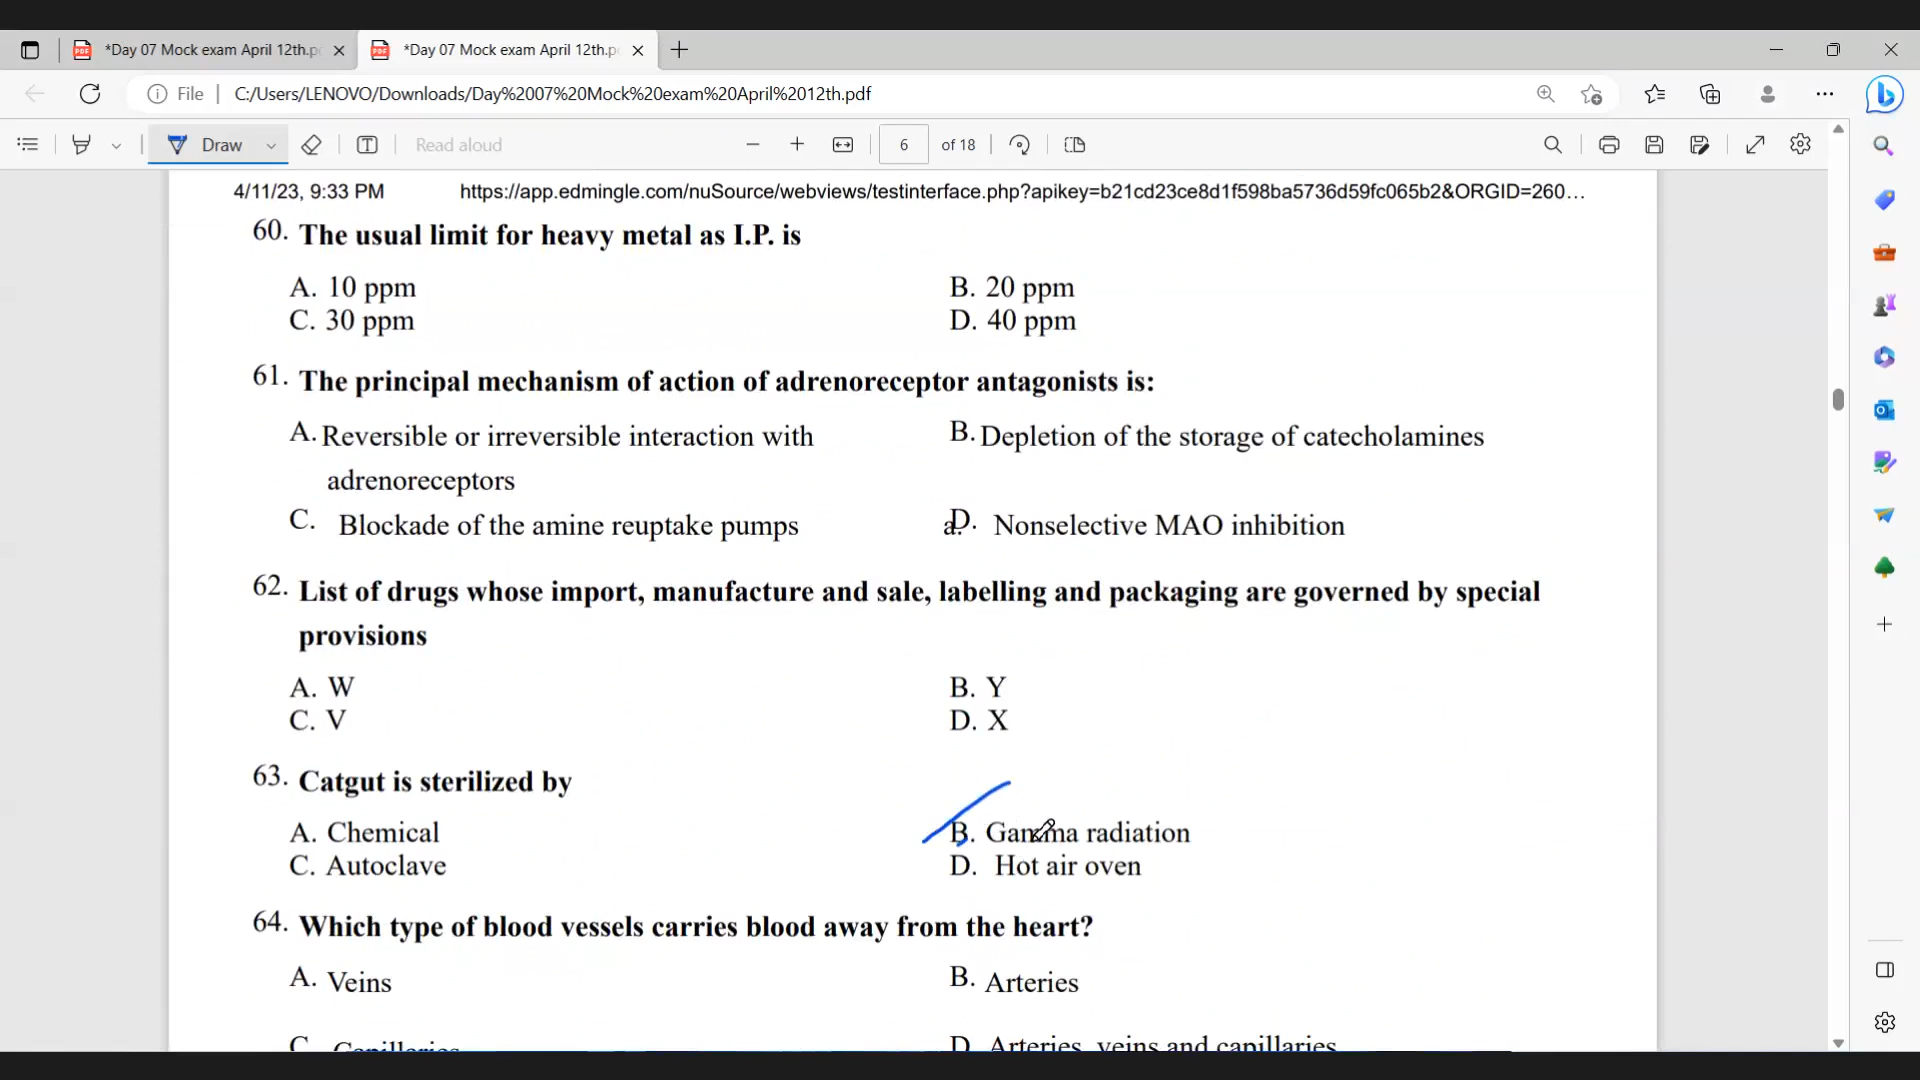 *Day 07 Mock exam April 12th.p
*Day 07 Mock exam April 12th.p
File
C:/Users/LENOVO/Downloads/Day%2007%20Mock%20exam%20April%2012th.pdf
Draw
Read aloud
6 of 18
4/11/23, 9:33 PM https://app.edmingle.com/nuSource/webviews/testinterface.php?apikey=b21cd23ce8d1f598ba5736d59fc065b2&ORGID=260…
60. The usual limit for heavy metal as I.P. is
A. 10 ppm B. 20 ppm
C. 30 ppm D. 40 ppm
61. The principal mechanism of action of adrenoreceptor antagonists is:
A. Reversible or irreversible interaction with B. Depletion of the storage of catecholamines
adrenoreceptors
C. Blockade of the amine reuptake pumps a. D. Nonselective MAO inhibition
62. List of drugs whose import, manufacture and sale, labelling and packaging are governed by special
provisions
A. W B. Y
C. V D. X
63. Catgut is sterilized by
A. Chemical B. Gamma radiation
C. Autoclave D. Hot air oven
64. Which type of blood vessels carries blood away from the heart?
A. Veins B. Arteries
C. Capillaries D. Arteries, veins and capillaries